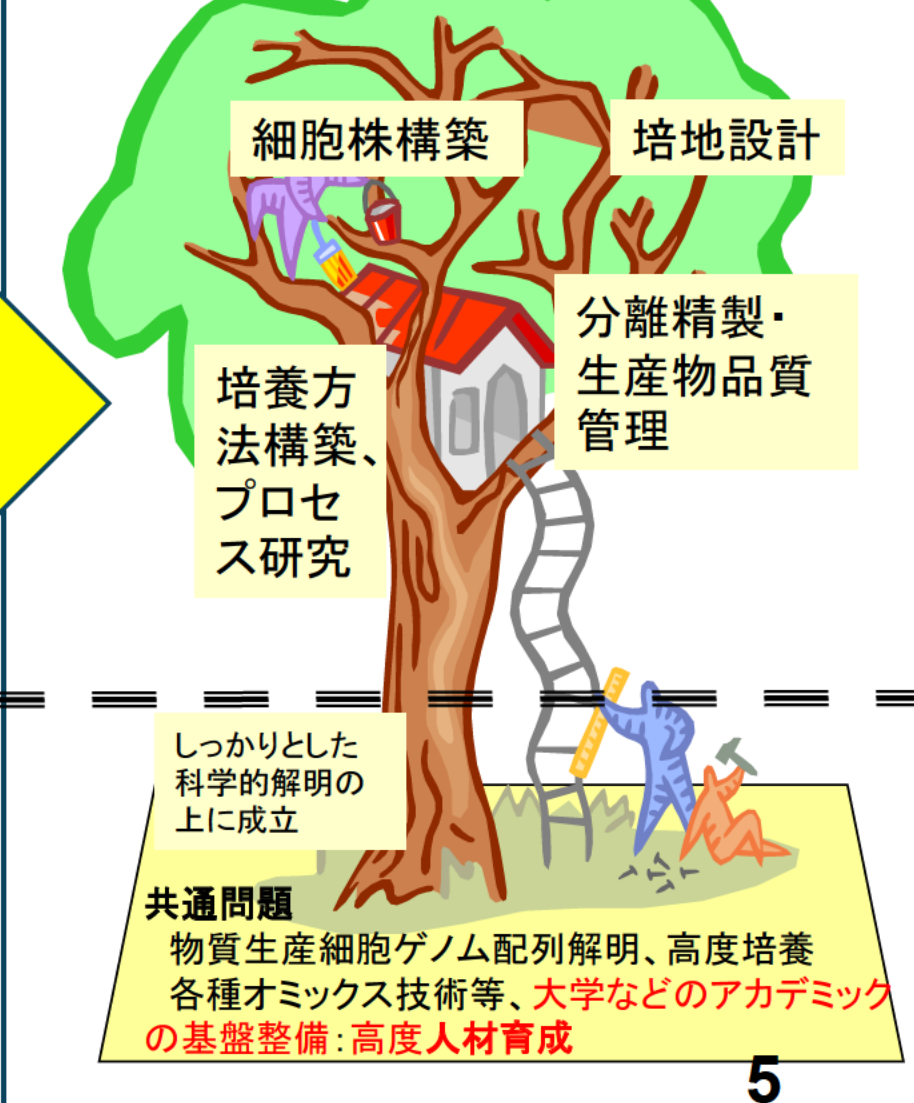 細胞株構築
培地設計
分離精製・
生産物品質
管理
培養方
法構築、
プロセ
ス研究
しっかりとした
科学的解明の
上に成立
共通問題
物質生産細胞ゲノム配列解明、高度培養
各種オミックス技術等、大学などのアカデミック
の基盤整備:高度人材育成
5